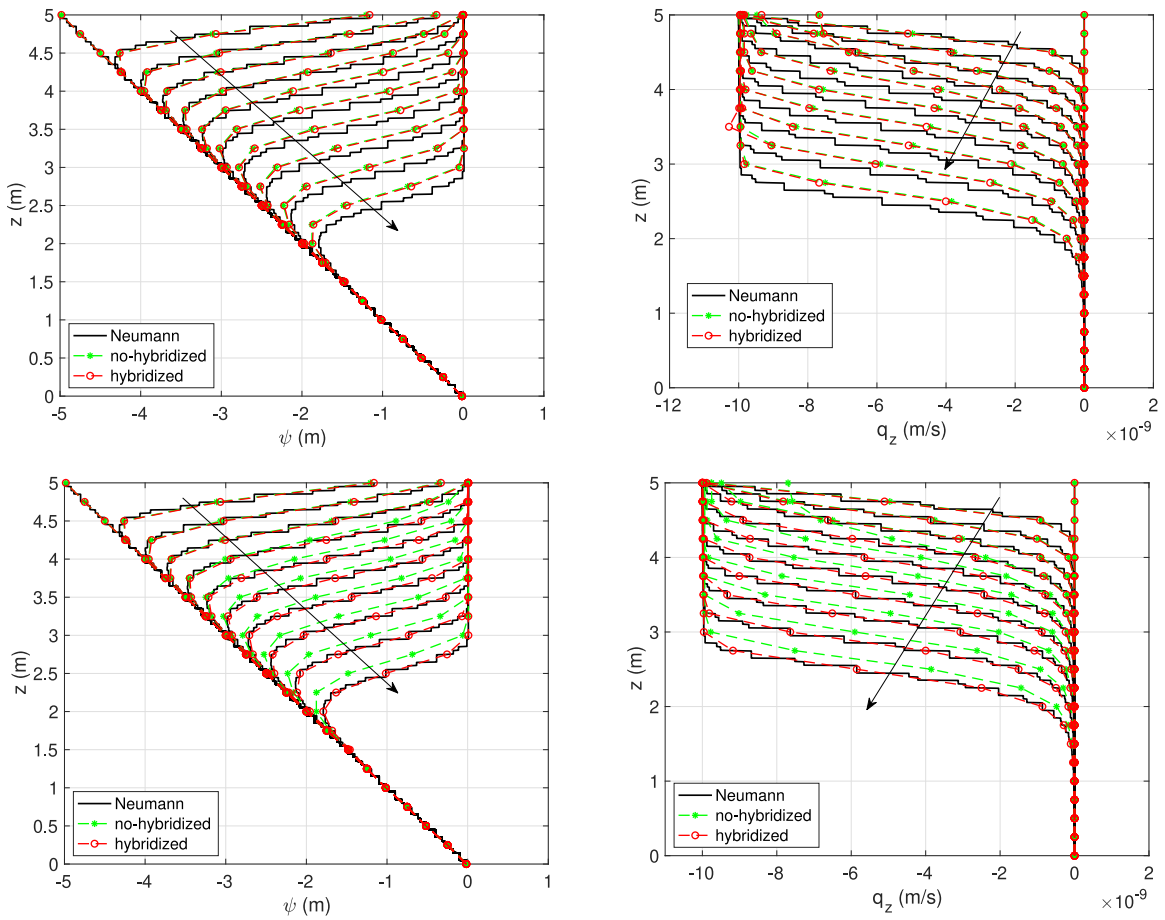 5
4.5
4
3.5
3
2.5
2
1.5
1
0.5
0
z (m)
-5 -4 -3 -2 -1 0 1
ψ (m)
Neumann
no-hybridized
hybridized
5
4.5
4
3.5
3
2.5
2
1.5
1
0.5
0
z (m)
-12 -10 -8 -6 -4 -2 0 2
q_z (m/s)
×10^-9
Neumann
no-hybridized
hybridized
5
4.5
4
3.5
3
2.5
2
1.5
1
0.5
0
z (m)
-5 -4 -3 -2 -1 0 1
ψ (m)
Neumann
no-hybridized
hybridized
5
4.5
4
3.5
3
2.5
2
1.5
1
0.5
0
z (m)
-10 -8 -6 -4 -2 0 2
q_z (m/s)
×10^-9
Neumann
no-hybridized
hybridized